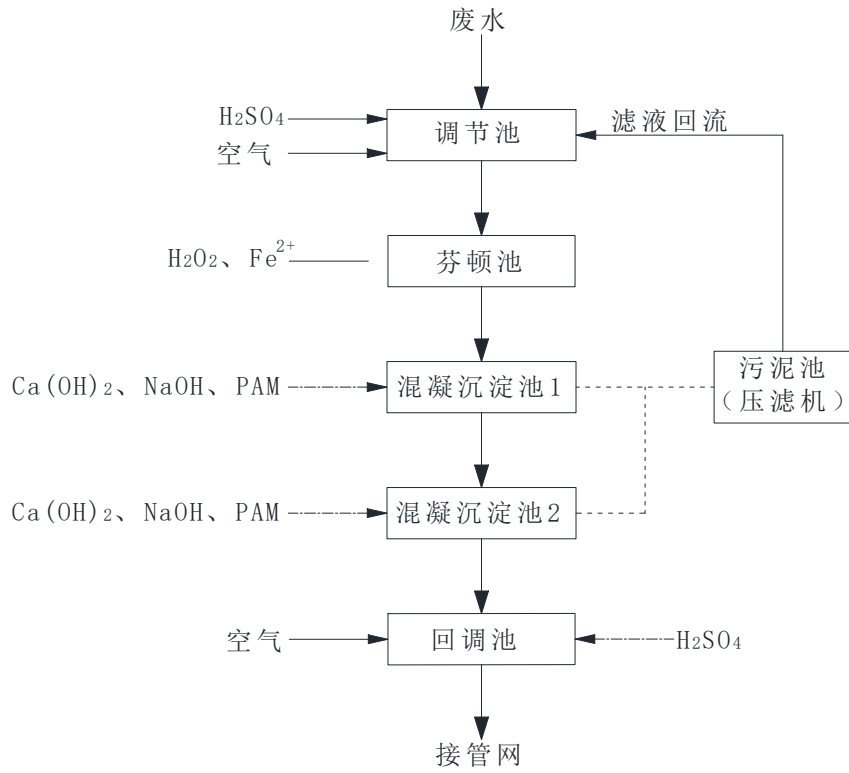 废水
H₂SO₄
空气
调节池
滤液回流
H₂O₂、Fe²⁺
芬顿池
Ca(OH)₂、NaOH、PAM
混凝沉淀池1
污泥池
（压滤机）
Ca(OH)₂、NaOH、PAM
混凝沉淀池2
空气
回调池
H₂SO₄
接管网